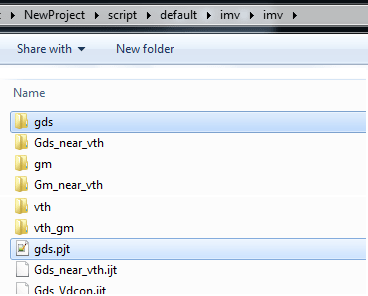 NewProject ▸ script ▸ default ▸ imv ▸ imv ▸
Share with ▾ New folder
Name
gds
Gds_near_vth
gm
Gm_near_vth
vth
vth_gm
gds.pjt
Gds_near_vth.ijt
Gds_Vdcon.ijt